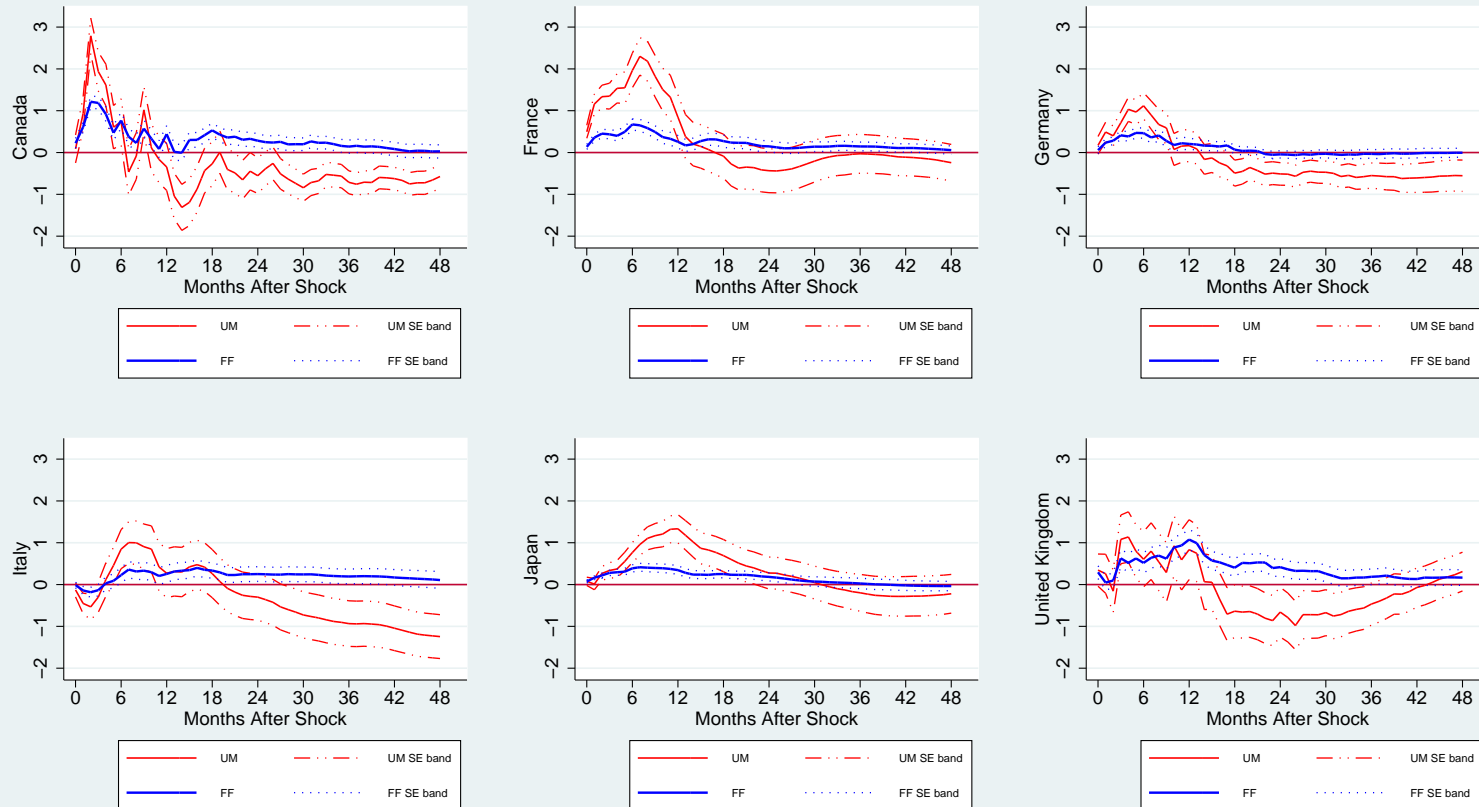 Canada
3
2
1
0
−1
−2
0 6 12 18 24 30 36 42 48
Months After Shock
UM UM SE band
FF FF SE band
France
3
2
1
0
−1
−2
0 6 12 18 24 30 36 42 48
Months After Shock
UM UM SE band
FF FF SE band
Germany
3
2
1
0
−1
−2
0 6 12 18 24 30 36 42 48
Months After Shock
UM UM SE band
FF FF SE band
Italy
3
2
1
0
−1
−2
0 6 12 18 24 30 36 42 48
Months After Shock
UM UM SE band
FF FF SE band
Japan
3
2
1
0
−1
−2
0 6 12 18 24 30 36 42 48
Months After Shock
UM UM SE band
FF FF SE band
United Kingdom
3
2
1
0
−1
−2
0 6 12 18 24 30 36 42 48
Months After Shock
UM UM SE band
FF FF SE band